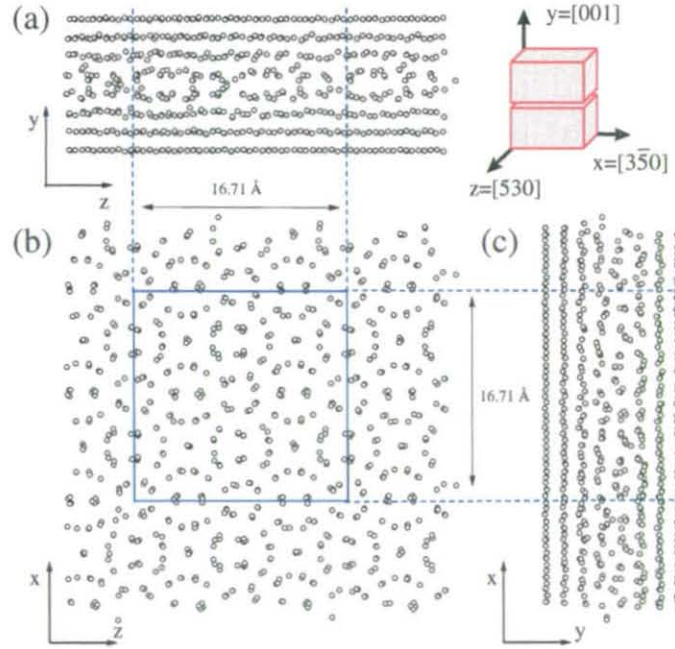 (a)
y=[001]
x=[35̅0]
z=[530]
y
z
16.71 Å
(b)
(c)
16.71 Å
x
z
x
y